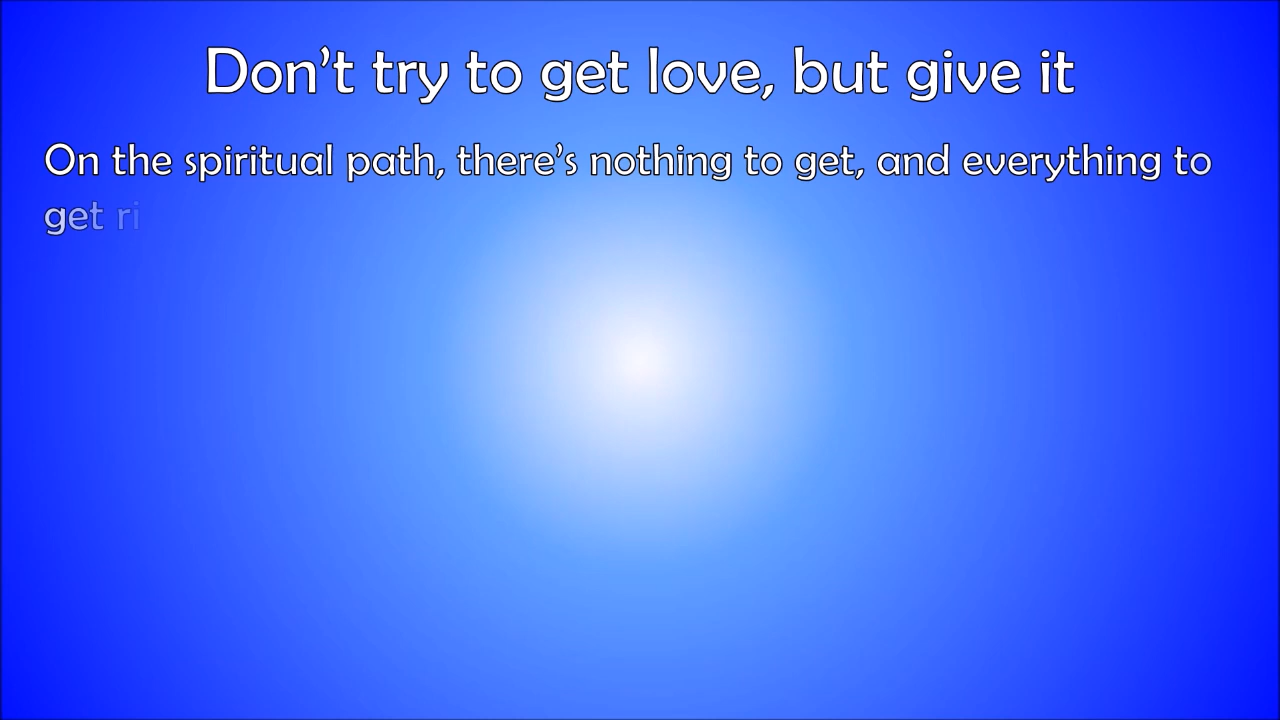 Don’t try to get love, but give it
On the spiritual path, there’s nothing to get, and everything to
get ri